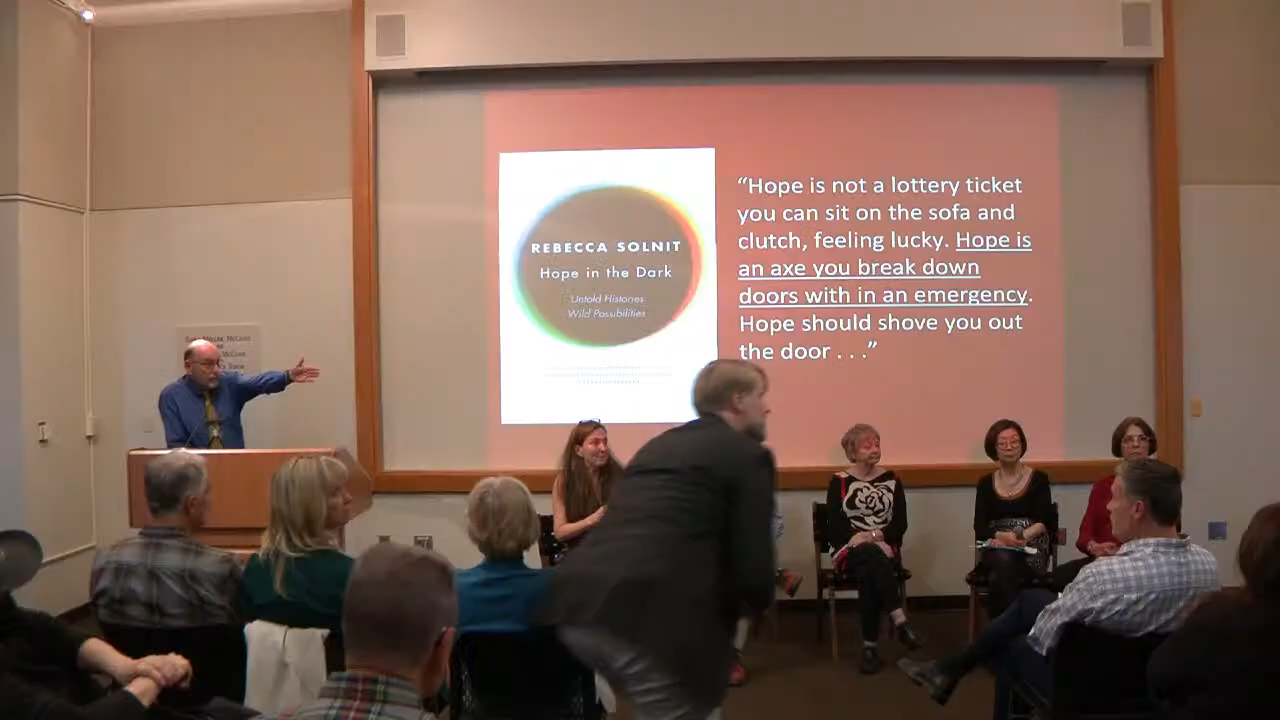 REBECCA SOLNIT
Hope in the Dark
Untold Histories
Wild Possibilities
“Hope is not a lottery ticket
you can sit on the sofa and
clutch, feeling lucky. Hope is
an axe you break down
doors with in an emergency.
Hope should shove you out
the door . . .”